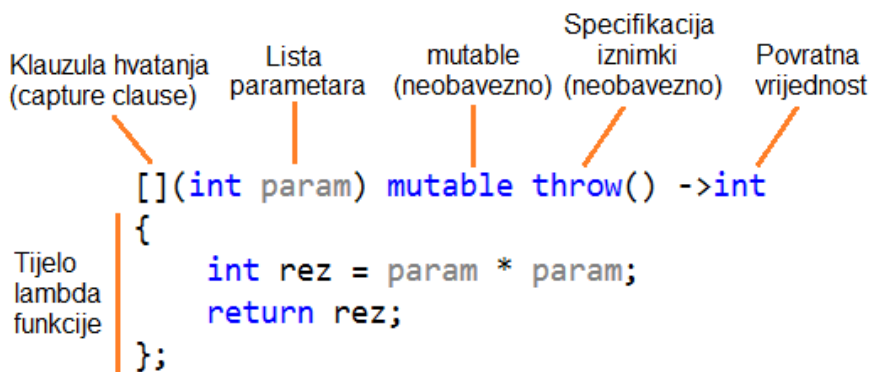 Klauzula hvatanja
(capture clause)
Lista
parametara
mutable
(neobavezno)
Specifikacija
iznimki
(neobavezno)
Povratna
vrijednost
[](int param) mutable throw() ->int
{
int rez = param * param;
return rez;
};
Tijelo
lambda
funkcije